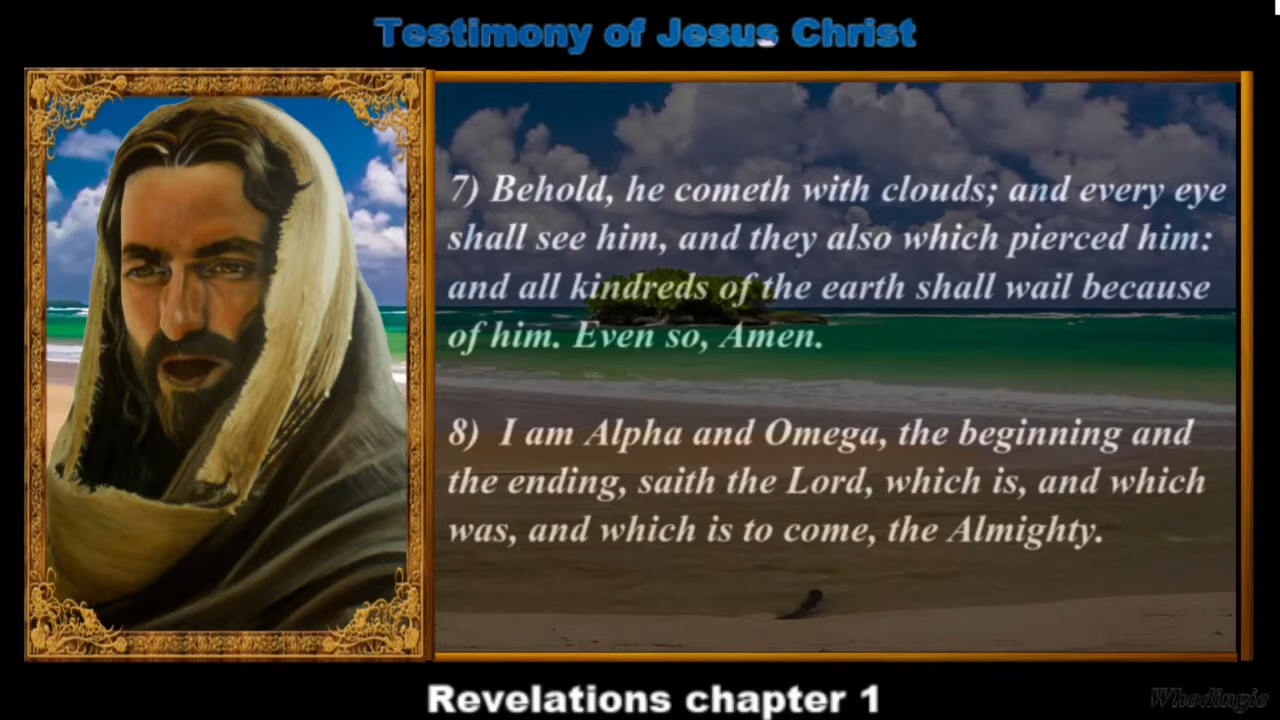 Testimony of Jesus Christ
7) Behold, he cometh with clouds; and every eye
shall see him, and they also which pierced him:
and all kindreds of the earth shall wail because
of him. Even so, Amen.
8) I am Alpha and Omega, the beginning and
the ending, saith the Lord, which is, and which
was, and which is to come, the Almighty.
Revelations chapter 1
Whodingie